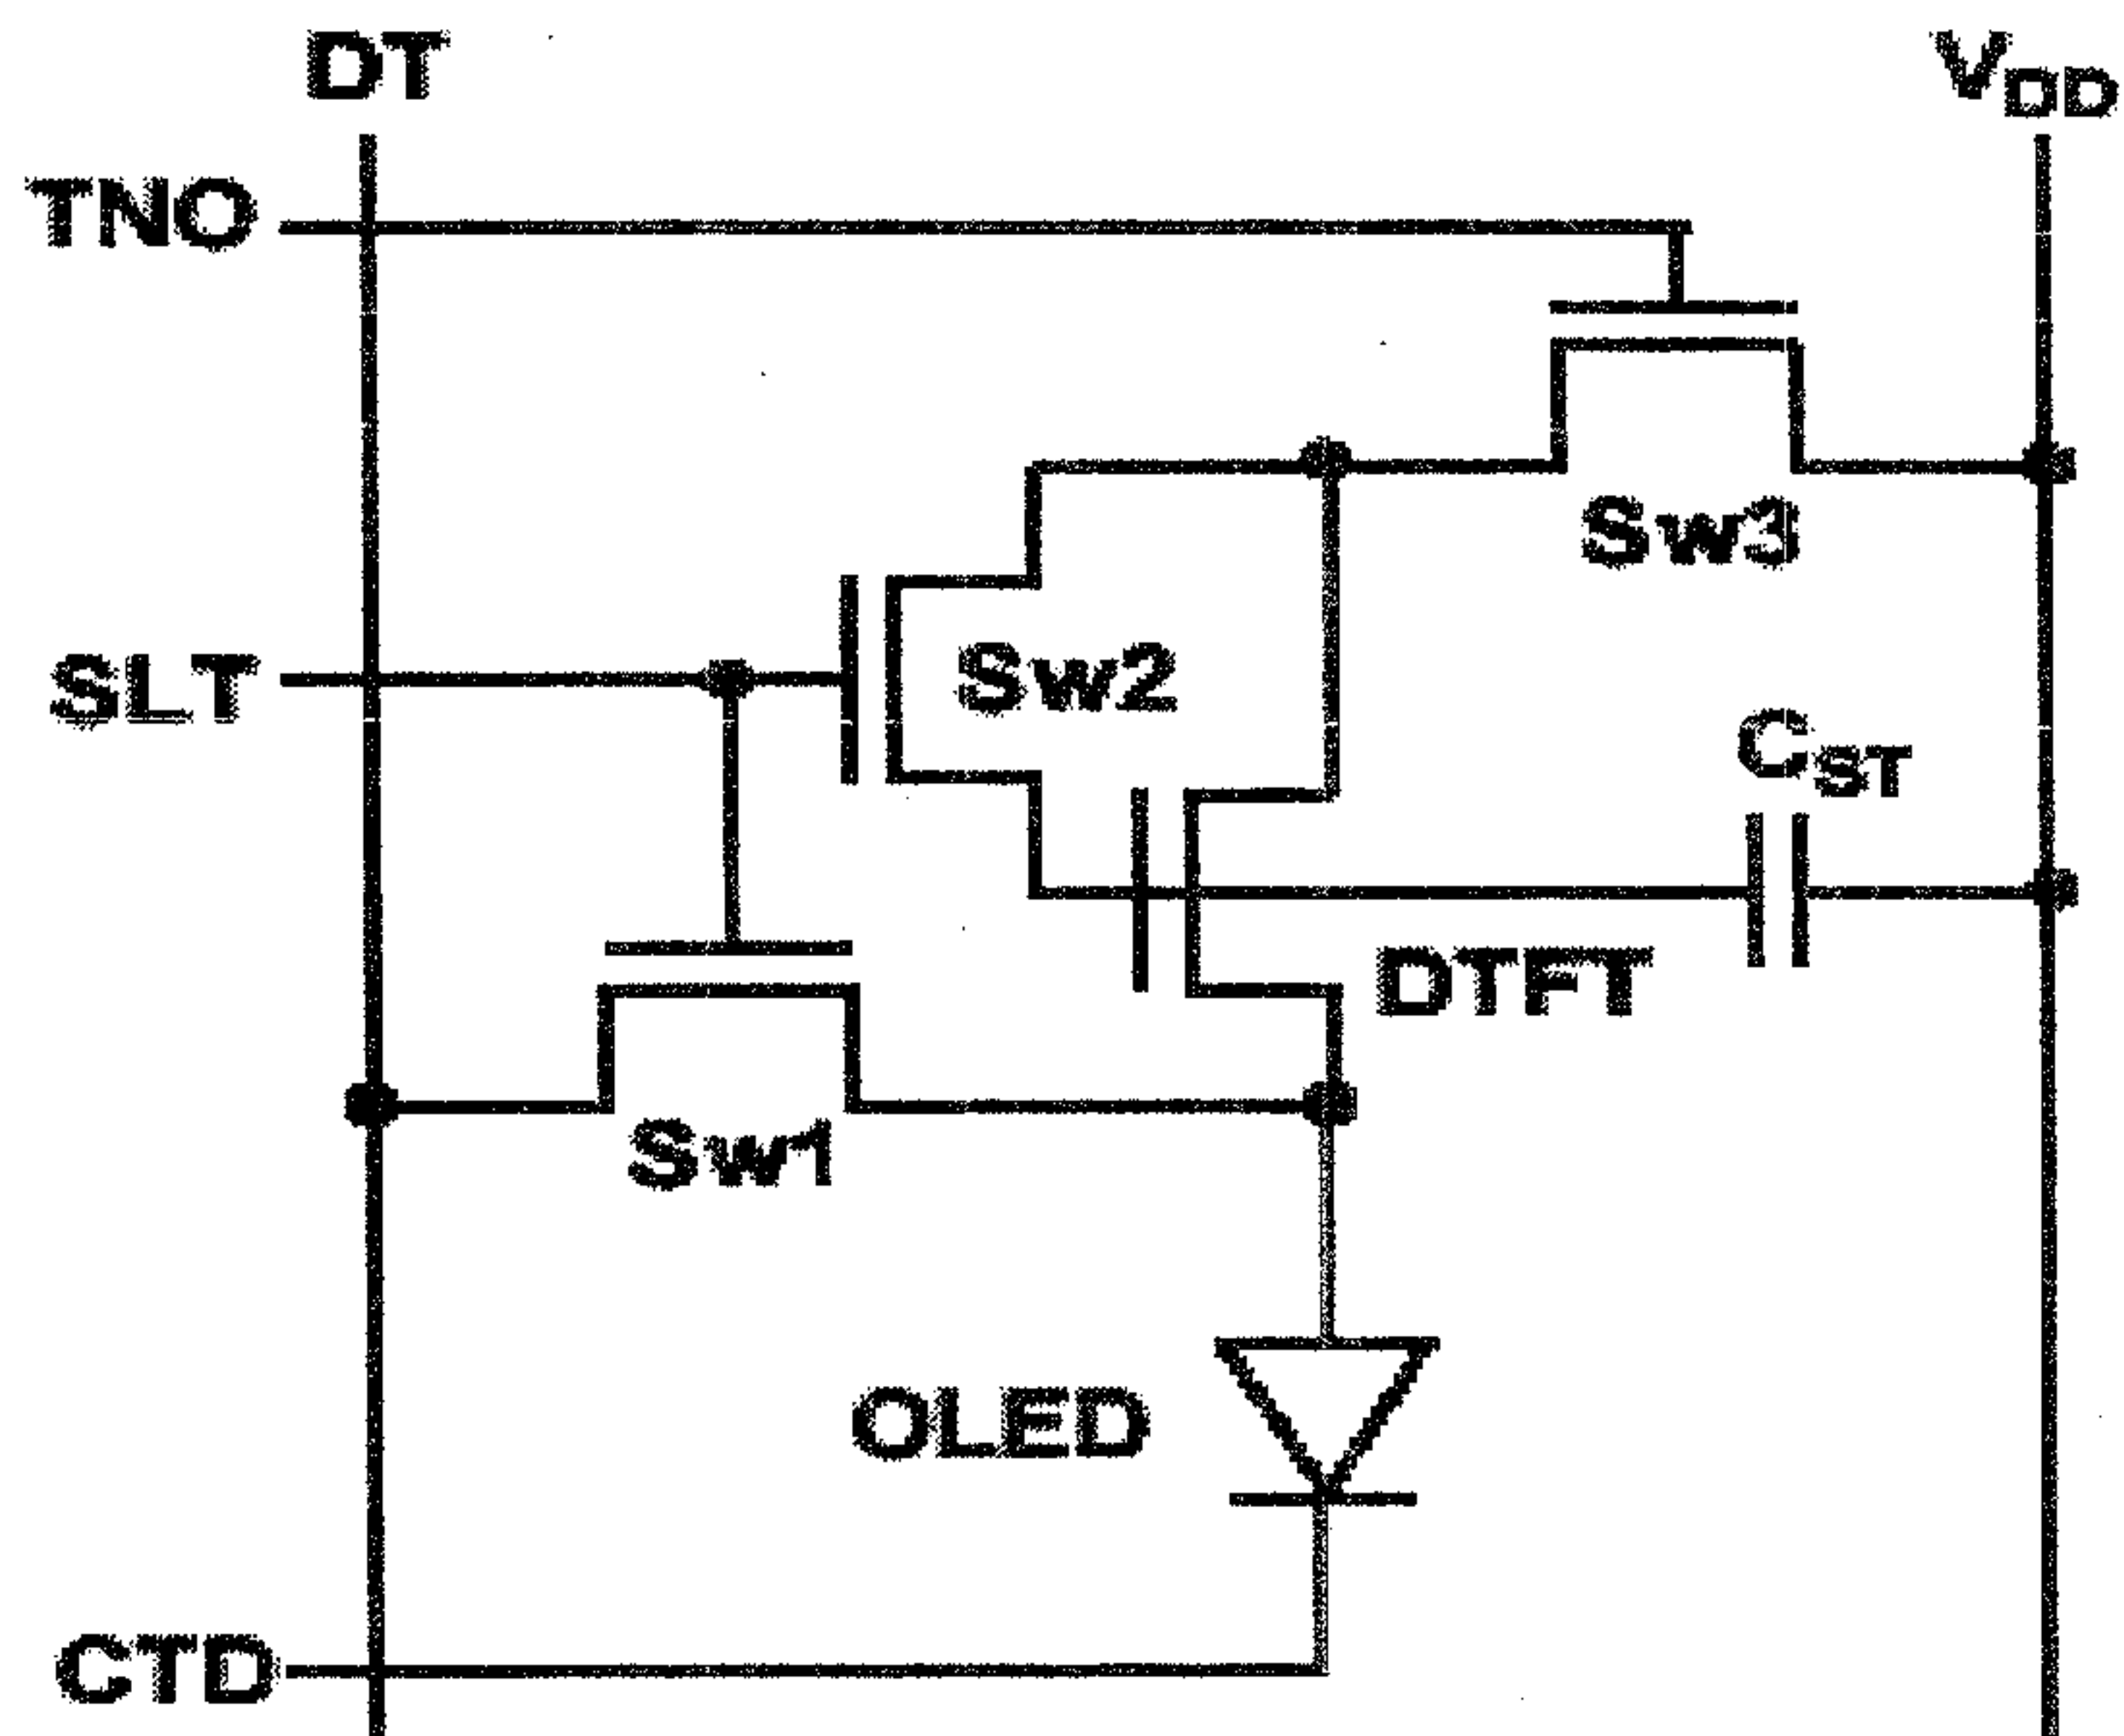 DT
VDD
TNO
Sw3
SLT
Sw2
CST
DTFT
Sw1
OLED
CTD